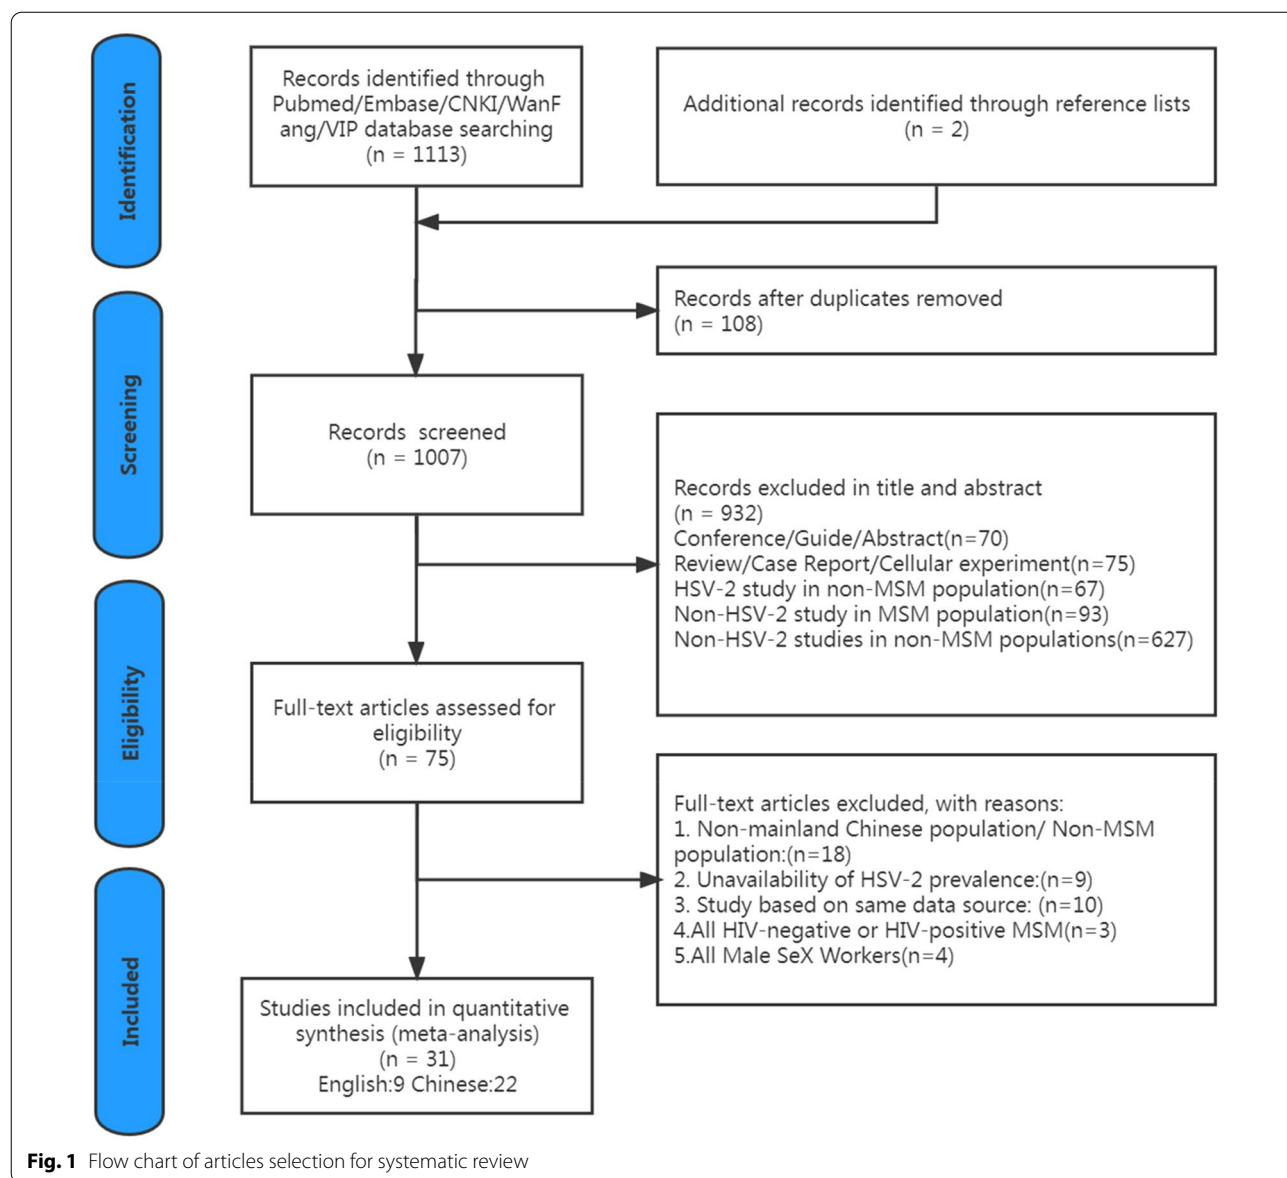 Identification
Records identified through
Pubmed/Embase/CNKI/WanF
ang/VIP database searching
(n = 1113)
Additional records identified through reference lists
(n = 2)
Records after duplicates removed
(n = 108)
Screening
Records screened
(n = 1007)
Records excluded in title and abstract
(n = 932)
Conference/Guide/Abstract(n=70)
Review/Case Report/Cellular experiment(n=75)
HSV-2 study in non-MSM population(n=67)
Non-HSV-2 study in MSM population(n=93)
Non-HSV-2 studies in non-MSM populations(n=627)
Eligibility
Full-text articles assessed for
eligibility
(n = 75)
Full-text articles excluded, with reasons:
1. Non-mainland Chinese population/ Non-MSM
population:(n=18)
2. Unavailability of HSV-2 prevalence:(n=9)
3. Study based on same data source: (n=10)
4.All HIV-negative or HIV-positive MSM(n=3)
5.All Male SeX Workers(n=4)
Included
Studies included in quantitative
synthesis (meta-analysis)
(n = 31)
English:9 Chinese:22
Fig. 1 Flow chart of articles selection for systematic review